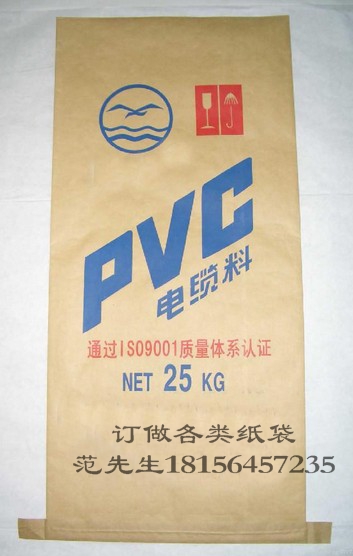 PVC
电缆料
通过ISO9001质量体系认证
NET 25 KG
订做各类纸袋
范先生18156457235